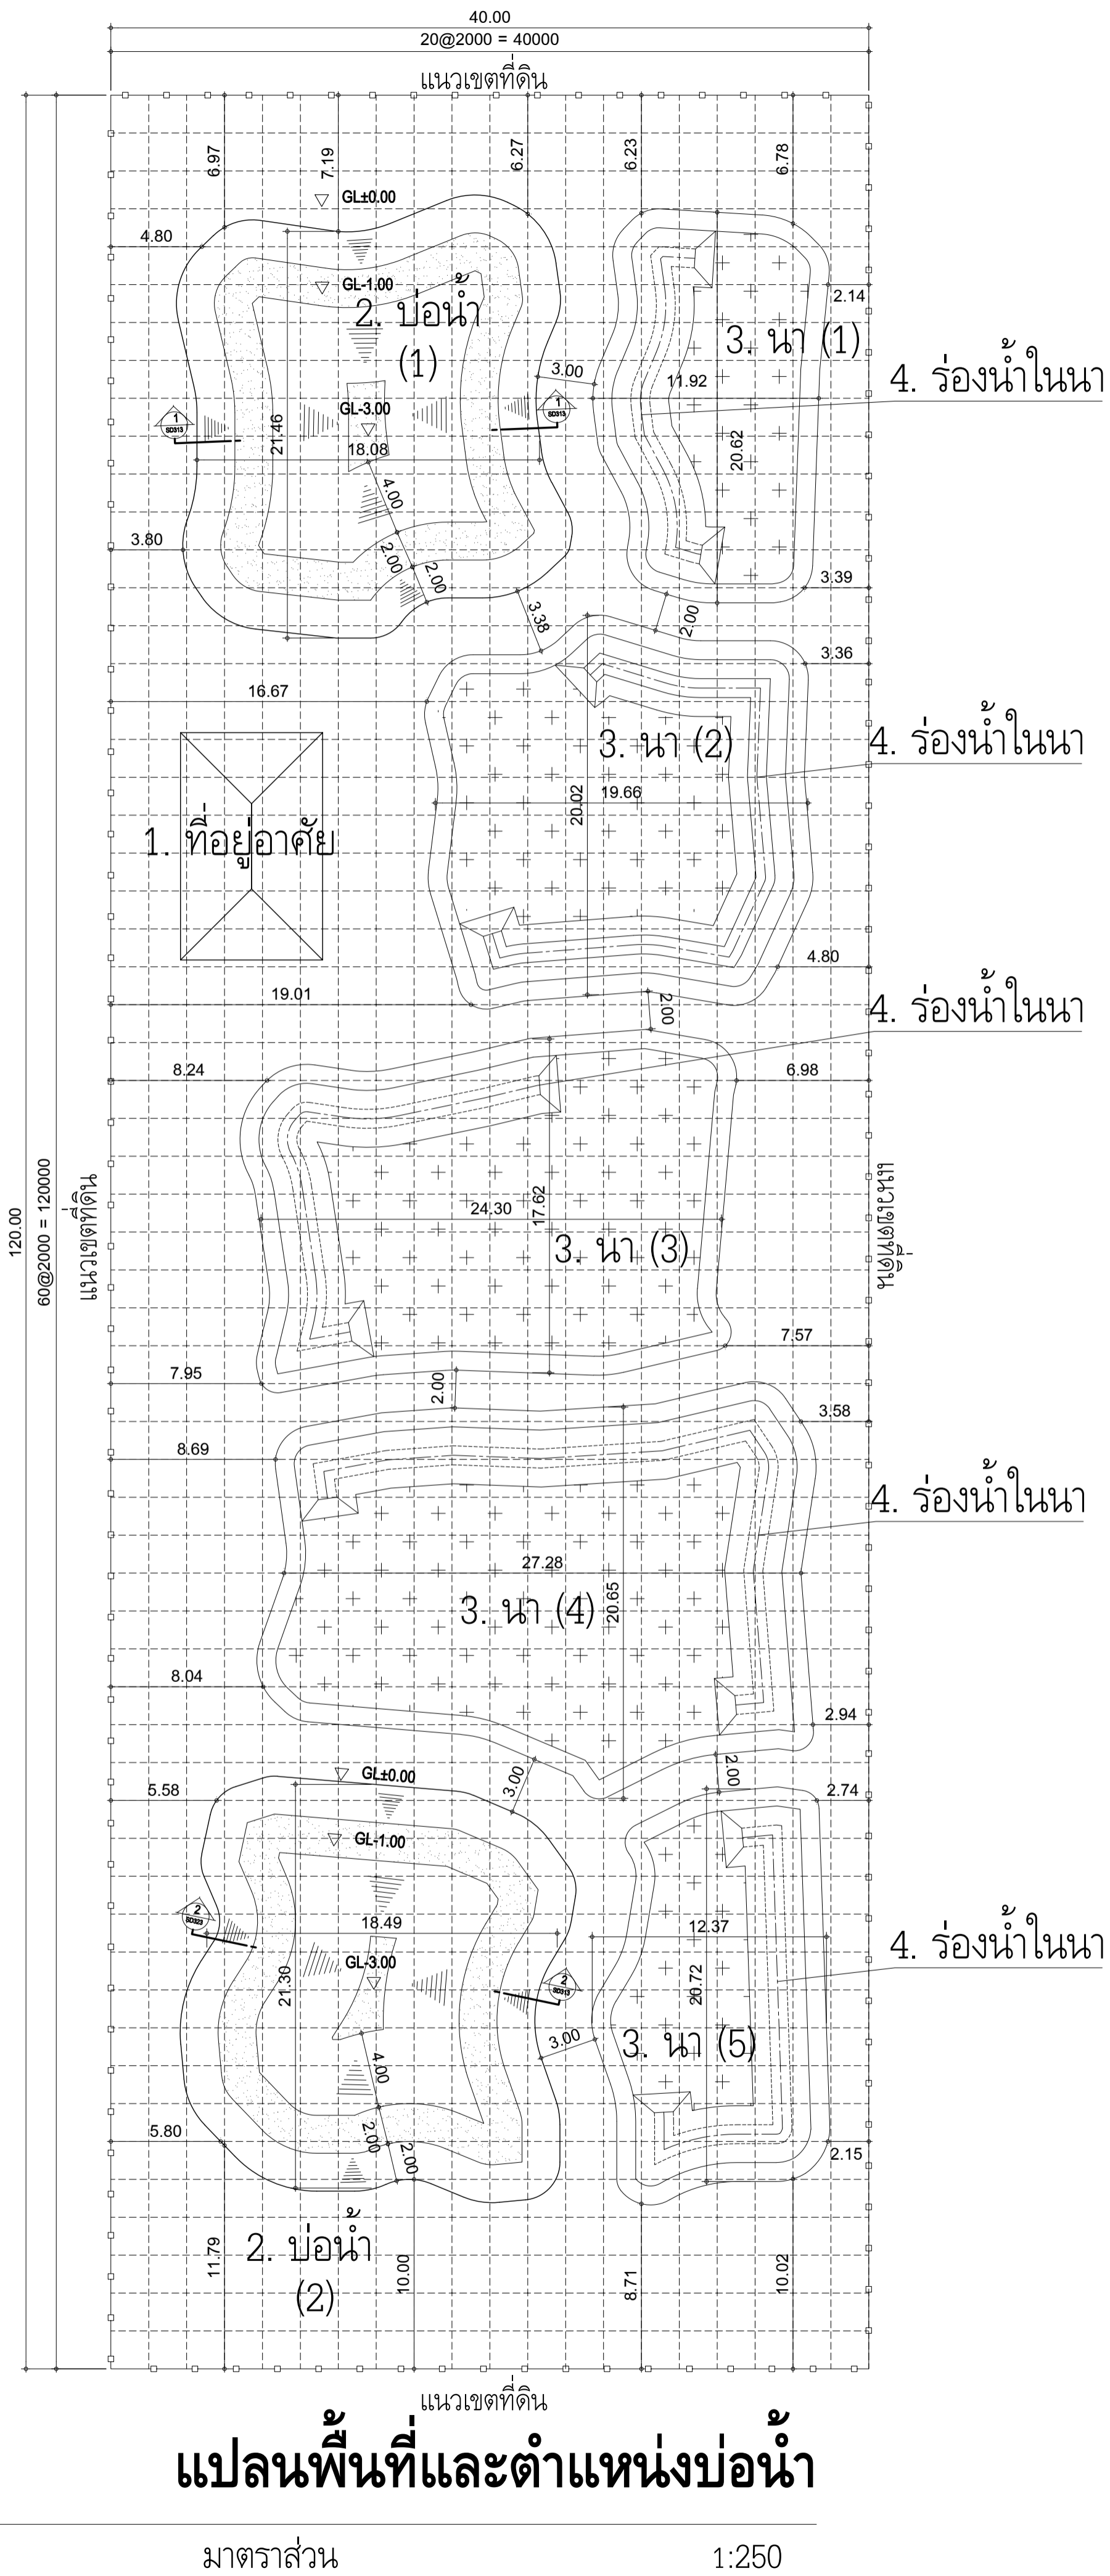 40.00
20@2000 = 40000
แนวเขตที่ดิน
6.97
7.19
6.27
6.23
6.78
GL±0.00
4.80
GL-1.00
2. บ่อน้ำ
(1)
2.14
3. นา (1)
3.00
11.92
4. ร่องน้ำในนา
GL-3.00
1
SD313
1
SD313
21.46
18.08
20.62
4.00
3.80
2.00
2.00
3.39
3.38
2.00
3.36
16.67
3. นา (2)
4. ร่องน้ำในนา
20.02
19.66
1. ที่อยู่อาศัย
4.80
19.01
2.00
4. ร่องน้ำในนา
8.24
6.98
120.00
60@2000 = 120000
แนวเขตที่ดิน
แนวเขตที่ดิน
24.30
17.62
3. นา (3)
7.57
7.95
2.00
3.58
8.69
4. ร่องน้ำในนา
27.28
20.65
3. นา (4)
8.04
2.94
GL±0.00
3.00
2.00
5.58
2.74
GL-1.00
2
SD323
18.49
12.37
4. ร่องน้ำในนา
GL-3.00
21.30
20.72
2
SD313
3.00
3. นา (5)
4.00
2.00
2.00
5.80
2.15
11.79
2. บ่อน้ำ
(2)
10.00
8.71
10.02
แนวเขตที่ดิน
แปลนพื้นที่และตำแหน่งบ่อน้ำ
มาตราส่วน 1:250